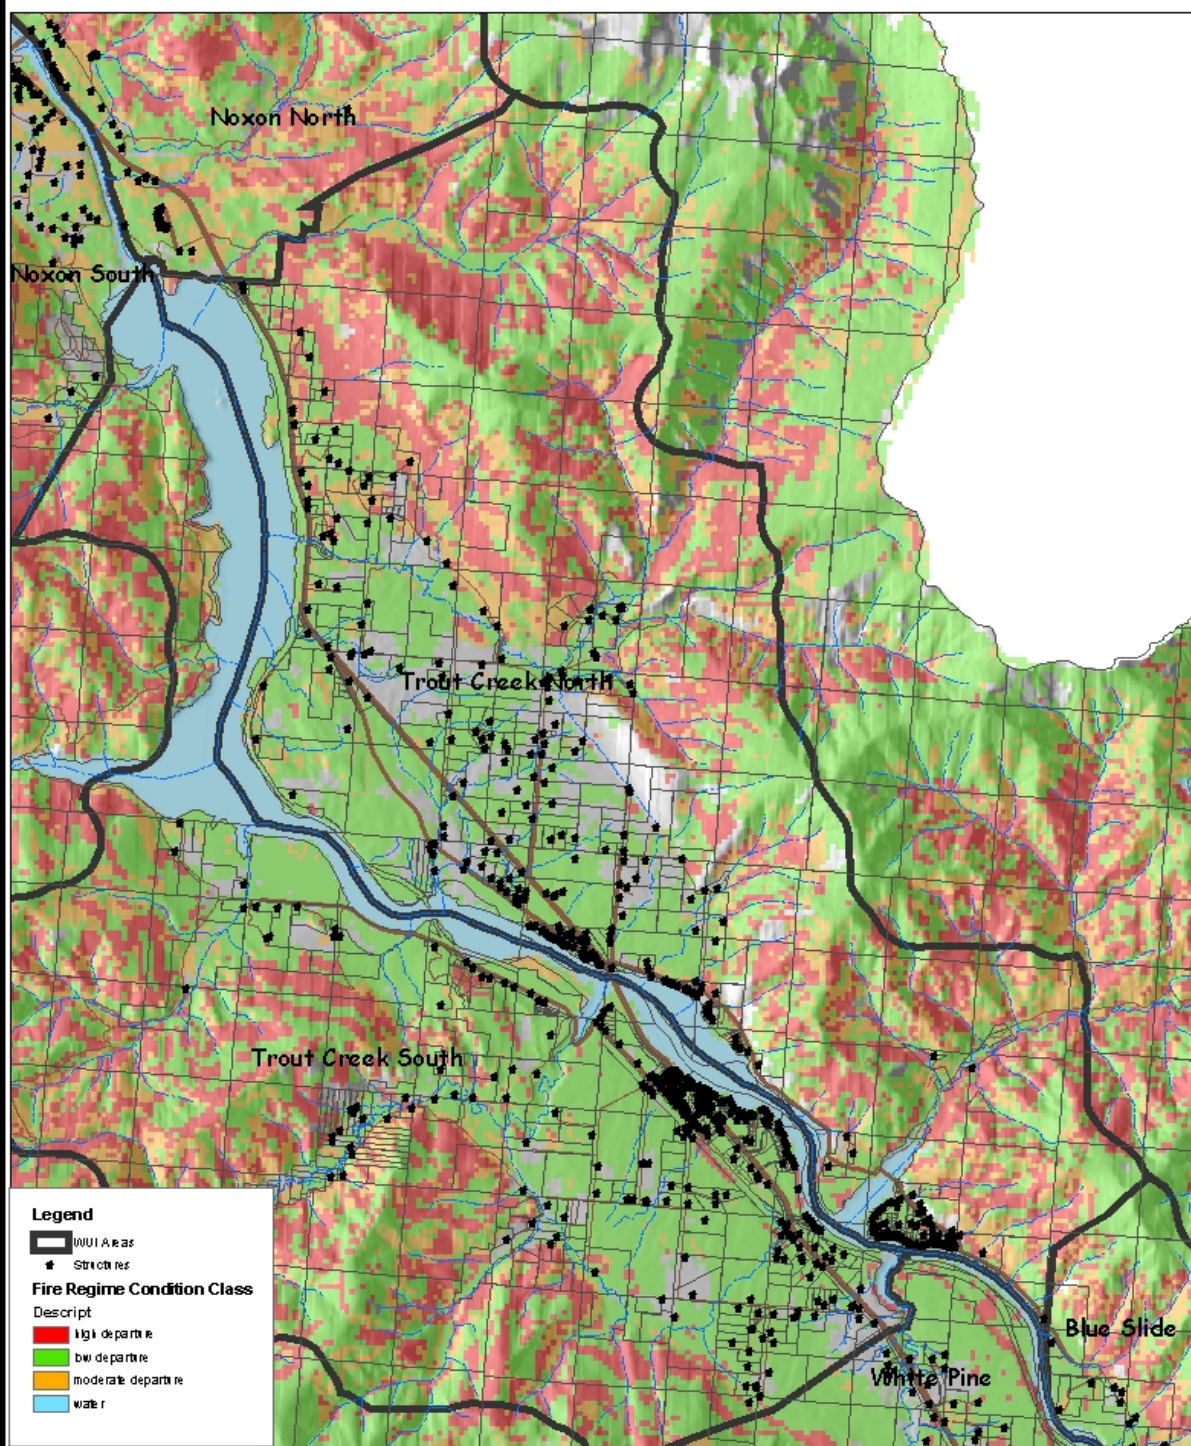 Noxon North
Noxon South
Trout Creek North
Trout Creek South
Blue Slide
White Pine
Legend
WUI Areas
Structures
Fire Regime Condition Class
Descript
high departure
low departure
moderate departure
water